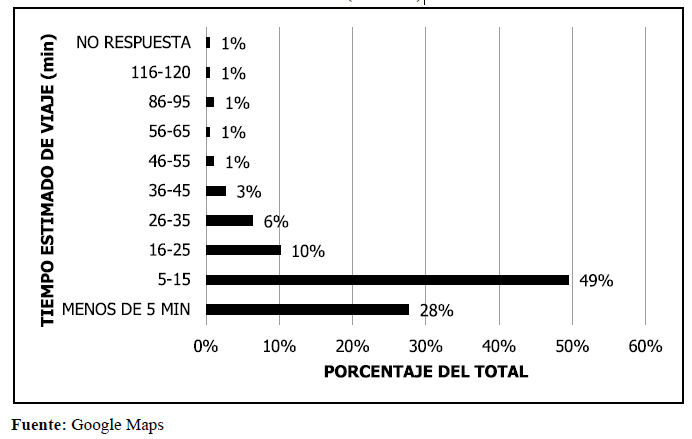 TIEMPO ESTIMADO DE VIAJE (min)
NO RESPUESTA 1%
116-120 1%
86-95 1%
56-65 1%
46-55 1%
36-45 3%
26-35 6%
16-25 10%
5-15 49%
MENOS DE 5 MIN 28%
0% 10% 20% 30% 40% 50% 60%
PORCENTAJE DEL TOTAL
Fuente: Google Maps